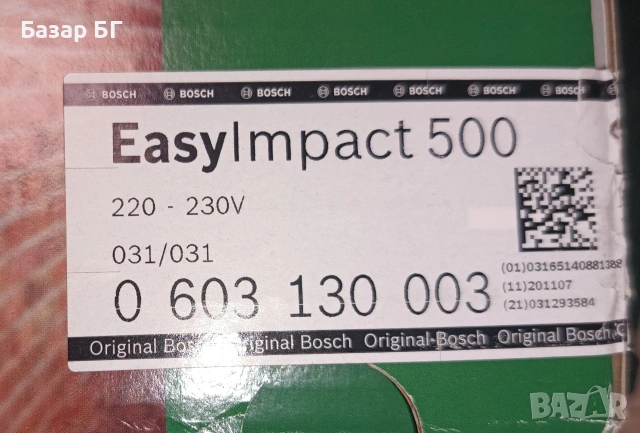 Базар БГ
BOSCH BOSCH BOSCH BOSCH BOSCH BOSCH BOSCH
EasyImpact 500
220 - 230V
031/031
0 603 130 003
(01)03165140881388
(11)201107
(21)031293584
Original Bosch Original Bosch Original Bosch Original Bosch
BAZAR